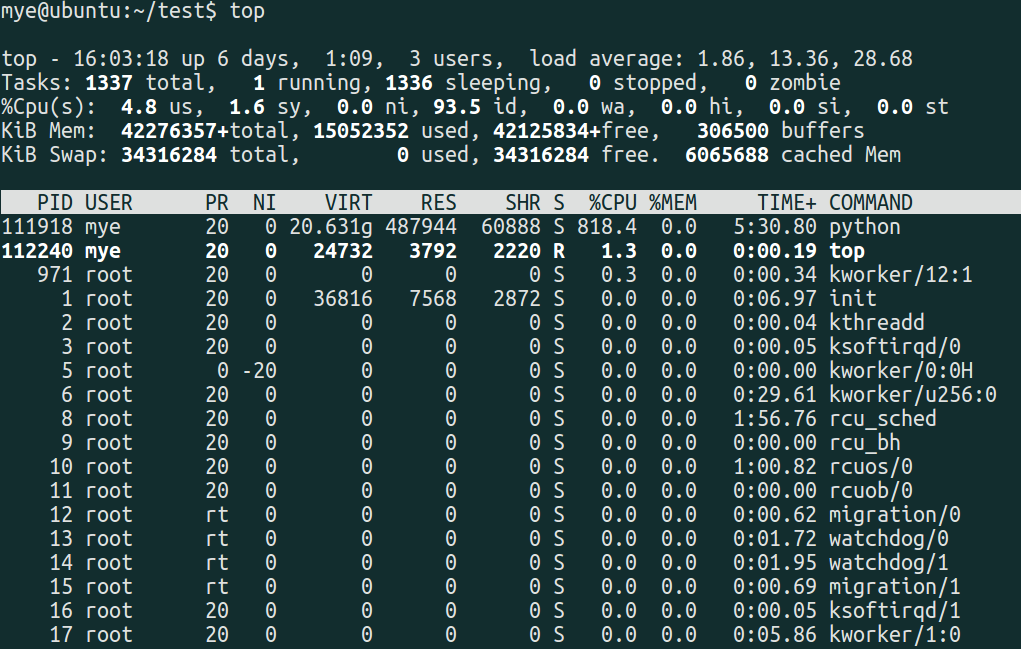 mye@ubuntu:~/test$ top
top - 16:03:18 up 6 days,  1:09,  3 users,  load average: 1.86, 13.36, 28.68
Tasks: 1337 total,   1 running, 1336 sleeping,   0 stopped,   0 zombie
%Cpu(s):  4.8 us,  1.6 sy,  0.0 ni, 93.5 id,  0.0 wa,  0.0 hi,  0.0 si,  0.0 st
KiB Mem:  42276357+total, 15052352 used, 42125834+free,   306500 buffers
KiB Swap: 34316284 total,        0 used, 34316284 free.  6065688 cached Mem
   PID USER      PR  NI    VIRT    RES    SHR S  %CPU %MEM     TIME+ COMMAND
111918 mye       20   0 20.631g 487944  60888 S 818.4  0.0   5:30.80 python
112240 mye       20   0   24732   3792   2220 R   1.3  0.0   0:00.19 top
   971 root      20   0       0      0      0 S   0.3  0.0   0:00.34 kworker/12:1
     1 root      20   0   36816   7568   2872 S   0.0  0.0   0:06.97 init
     2 root      20   0       0      0      0 S   0.0  0.0   0:00.04 kthreadd
     3 root      20   0       0      0      0 S   0.0  0.0   0:00.05 ksoftirqd/0
     5 root       0 -20       0      0      0 S   0.0  0.0   0:00.00 kworker/0:0H
     6 root      20   0       0      0      0 S   0.0  0.0   0:29.61 kworker/u256:0
     8 root      20   0       0      0      0 S   0.0  0.0   1:56.76 rcu_sched
     9 root      20   0       0      0      0 S   0.0  0.0   0:00.00 rcu_bh
    10 root      20   0       0      0      0 S   0.0  0.0   1:00.82 rcuos/0
    11 root      20   0       0      0      0 S   0.0  0.0   0:00.00 rcuob/0
    12 root      rt   0       0      0      0 S   0.0  0.0   0:00.62 migration/0
    13 root      rt   0       0      0      0 S   0.0  0.0   0:01.72 watchdog/0
    14 root      rt   0       0      0      0 S   0.0  0.0   0:01.95 watchdog/1
    15 root      rt   0       0      0      0 S   0.0  0.0   0:00.69 migration/1
    16 root      20   0       0      0      0 S   0.0  0.0   0:00.05 ksoftirqd/1
    17 root      20   0       0      0      0 S   0.0  0.0   0:05.86 kworker/1:0